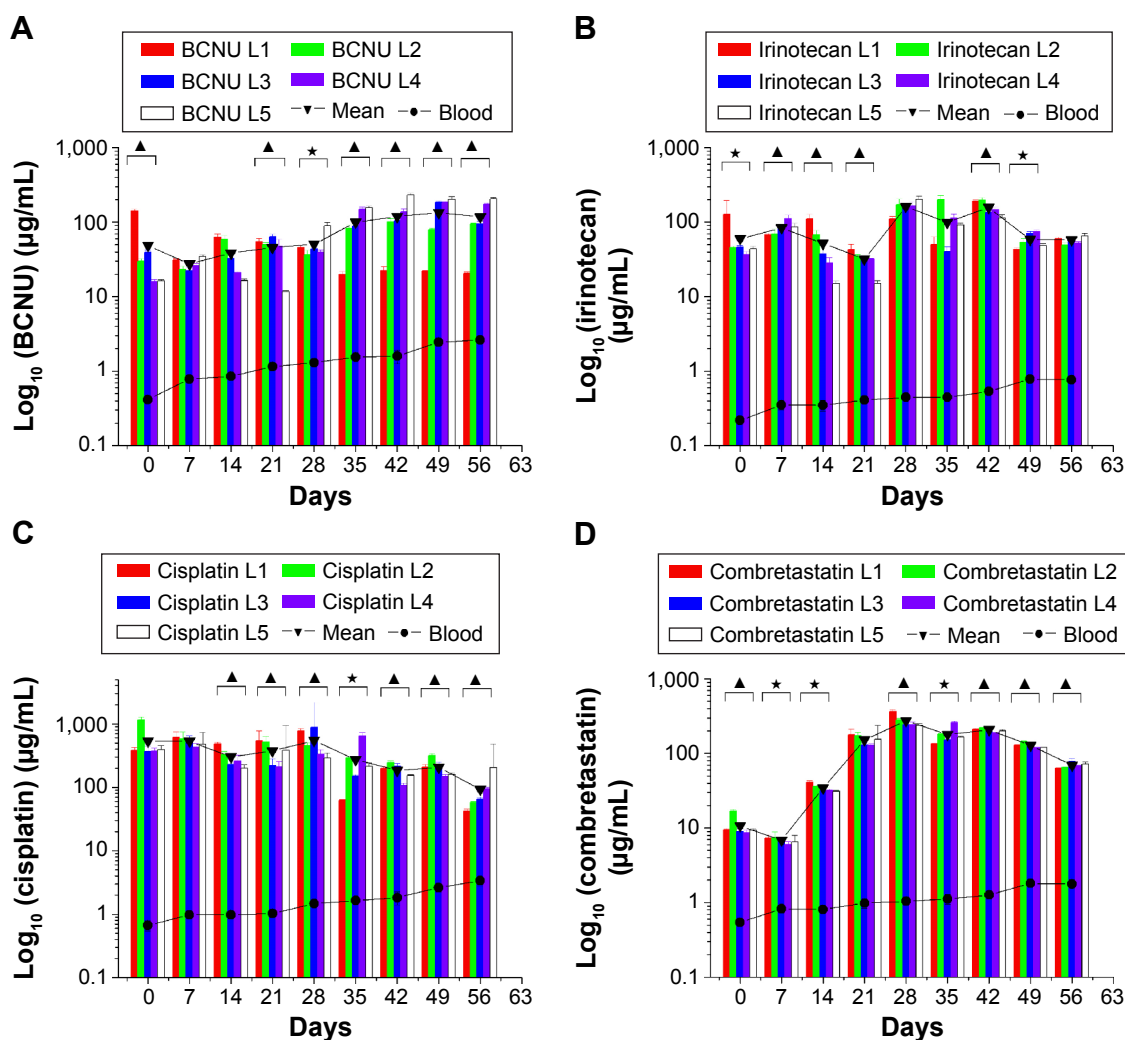 A
BCNU L1
BCNU L2
BCNU L3
BCNU L4
BCNU L5
Mean
Blood
Log10 (BCNU) (µg/mL)
1,000
100
10
1
0.1
0 7 14 21 28 35 42 49 56 63
Days
B
Irinotecan L1
Irinotecan L2
Irinotecan L3
Irinotecan L4
Irinotecan L5
Mean
Blood
Log10 (irinotecan)
(µg/mL)
1,000
100
10
1
0.1
0 7 14 21 28 35 42 49 56 63
Days
C
Cisplatin L1
Cisplatin L2
Cisplatin L3
Cisplatin L4
Cisplatin L5
Mean
Blood
Log10 (cisplatin) (µg/mL)
1,000
100
10
1
0.1
0 7 14 21 28 35 42 49 56 63
Days
D
Combretastatin L1
Combretastatin L2
Combretastatin L3
Combretastatin L4
Combretastatin L5
Mean
Blood
Log10 (combretastatin)
(µg/mL)
1,000
100
10
1
0.1
0 7 14 21 28 35 42 49 56 63
Days